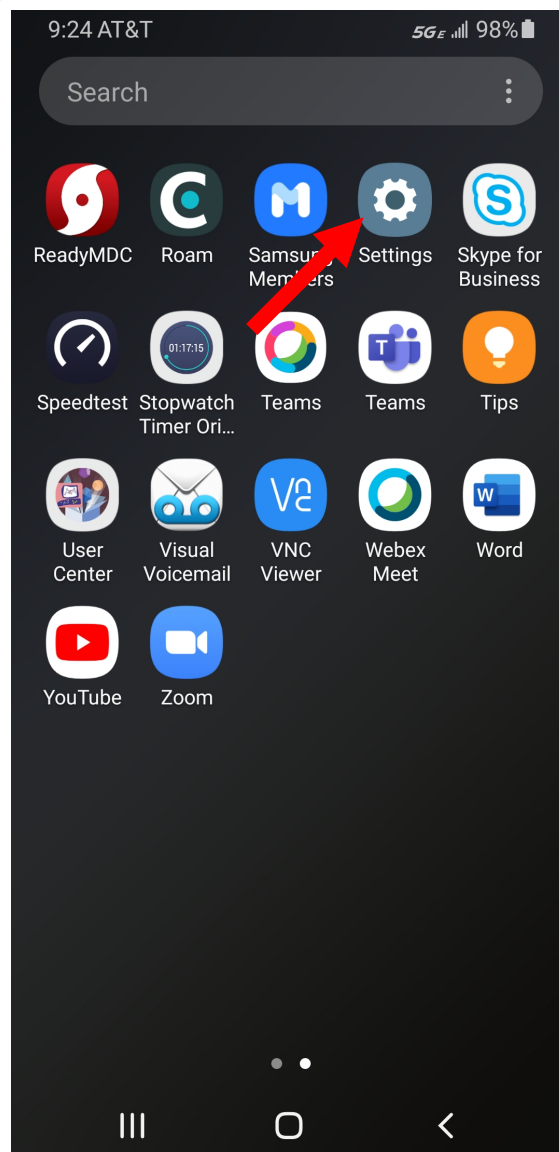 9:24 AT&T 5G E 98%
Search
ReadyMDC Roam Samsung Settings Skype for
Members Business
01:17:15
Speedtest Stopwatch Teams Teams Tips
Timer Ori...
T
W
User Visual VNC Webex Word
Center Voicemail Viewer Meet
YouTube Zoom